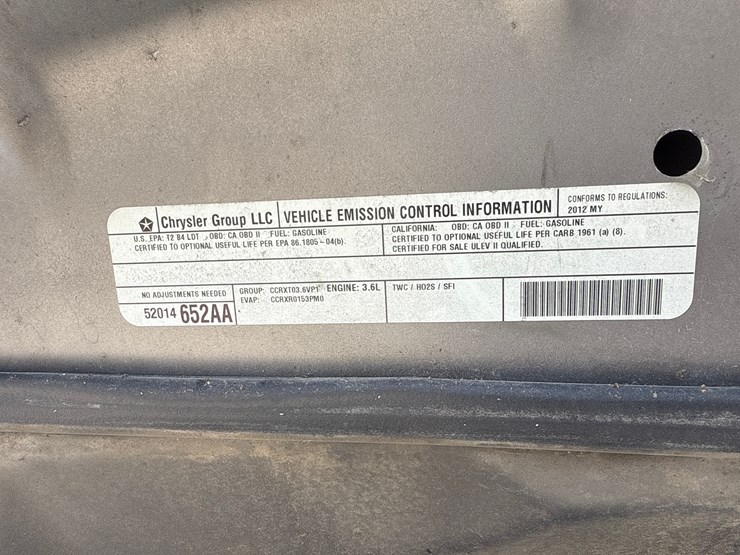 Chrysler Group LLC
VEHICLE EMISSION CONTROL INFORMATION
CONFORMS TO REGULATIONS:
2012 MY
U.S. EPA: T2 B4 LDT OBD: CA OBD II FUEL: GASOLINE
CERTIFIED TO OPTIONAL USEFUL LIFE PER EPA 86.1805-04(b).
CALIFORNIA: OBD: CA OBD II FUEL: GASOLINE
CERTIFIED TO OPTIONAL USEFUL LIFE PER CARB 1961 (a) (8).
CERTIFIED FOR SALE ULEV II QUALIFIED.
NO ADJUSTMENTS NEEDED
52014 652AA
GROUP: CCRXT03.6VP1 ENGINE: 3.6L
EVAP: CCRXR0153PM0
TWC / HO2S / SFI